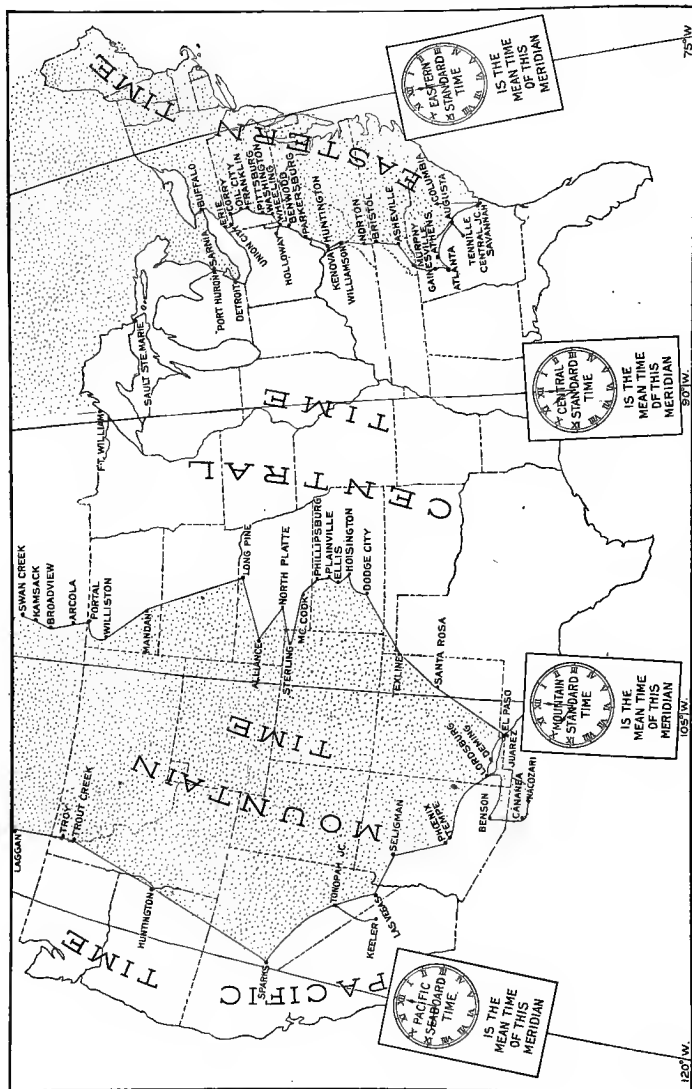 TIME
EASTERN
TIME
CENTRAL
TIME
MOUNTAIN
TIME
PACIFIC
LAGGAN
TROY
TROUT CREEK
HUNTINGTON
SPARKS
TONOPAH JC.
KEELER
LAS VEGAS
SELIGMAN
PHŒNIX
TEMPE
BENSON
CANANEA
NACOZARI
LORDSBURG
DEMING
JUAREZ
EL PASO
SANTA ROSA
TEXLINE
SWAN CREEK
KAMSACK
BROADVIEW
ARCOLA
PORTAL
WILLISTON
MANDAN
LONG PINE
ALLIANCE
NORTH PLATTE
STERLING
MC. COOK
PHILLIPSBURG
PLAINVILLE
ELLIS
HOISINGTON
DODGE CITY
FT. WILLIAM
SAULT STE. MARIE
PORT HURON
SARNIA
DETROIT
BUFFALO
ERIE
CORRY
UNION CITY
OIL CITY
FRANKLIN
PITTSBURG
WASHINGTON
WHEELING
HOLLOWAY
BENWOOD
PARKERSBURG
HUNTINGTON
KENOVA
WILLIAMSON
NORTON
BRISTOL
ASHEVILLE
MURPHY
GAINESVILLE
ATHENS
COLUMBIA
ATLANTA
AUGUSTA
TENNILLE
CENTRAL JC.
SAVANNAH
PACIFIC
SEABOARD
TIME
IS THE
MEAN TIME
OF THIS
MERIDIAN
120° W.
MOUNTAIN
STANDARD
TIME
IS THE
MEAN TIME
OF THIS
MERIDIAN
105° W.
CENTRAL
STANDARD
TIME
IS THE
MEAN TIME
OF THIS
MERIDIAN
90° W.
EASTERN
STANDARD
TIME
IS THE
MEAN TIME
OF THIS
MERIDIAN
75° W